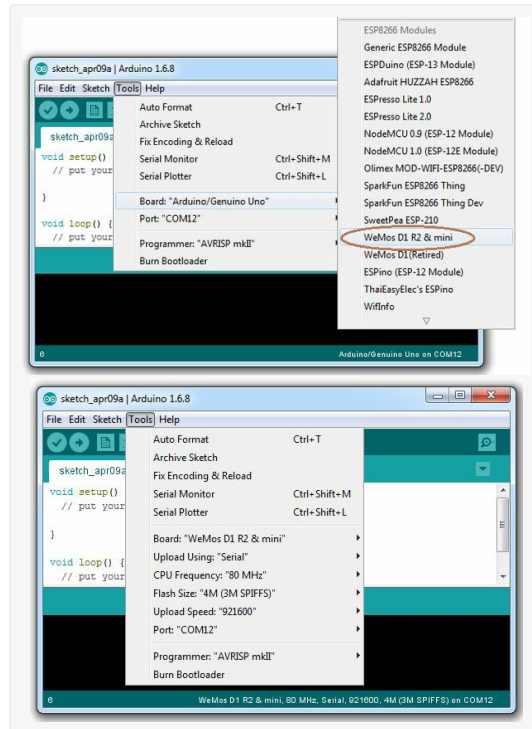 sketch_apr09a | Arduino 1.6.8
File Edit Sketch Tools Help
sketch_apr09a
void setup()
// put your
}
void loop() {
// put your
Auto Format Ctrl+T
Archive Sketch
Fix Encoding & Reload
Serial Monitor Ctrl+Shift+M
Serial Plotter Ctrl+Shift+L
Board: "Arduino/Genuino Uno"
Port: "COM12"
Programmer: "AVRISP mkII"
Burn Bootloader
ESP8266 Modules
Generic ESP8266 Module
ESPDuino (ESP-13 Module)
Adafruit HUZZAH ESP8266
ESPresso Lite 1.0
ESPresso Lite 2.0
NodeMCU 0.9 (ESP-12 Module)
NodeMCU 1.0 (ESP-12E Module)
Olimex MOD-WIFI-ESP8266(-DEV)
SparkFun ESP8266 Thing
SparkFun ESP8266 Thing Dev
SweetPea ESP-210
WeMos D1 R2 & mini
WeMos D1(Retired)
ESPino (ESP-12 Module)
ThaiEasyElec's ESPino
WifInfo
6 Arduino/Genuino Uno on COM12
sketch_apr09a | Arduino 1.6.8
File Edit Sketch Tools Help
sketch_apr09a
void setup()
// put your
}
void loop() {
// put your
Auto Format Ctrl+T
Archive Sketch
Fix Encoding & Reload
Serial Monitor Ctrl+Shift+M
Serial Plotter Ctrl+Shift+L
Board: "WeMos D1 R2 & mini"
Upload Using: "Serial"
CPU Frequency: "80 MHz"
Flash Size: "4M (3M SPIFFS)"
Upload Speed: "921600"
Port: "COM12"
Programmer: "AVRISP mkII"
Burn Bootloader
6 WeMos D1 R2 & mini, 80 MHz, Serial, 921600, 4M (3M SPIFFS) on COM12